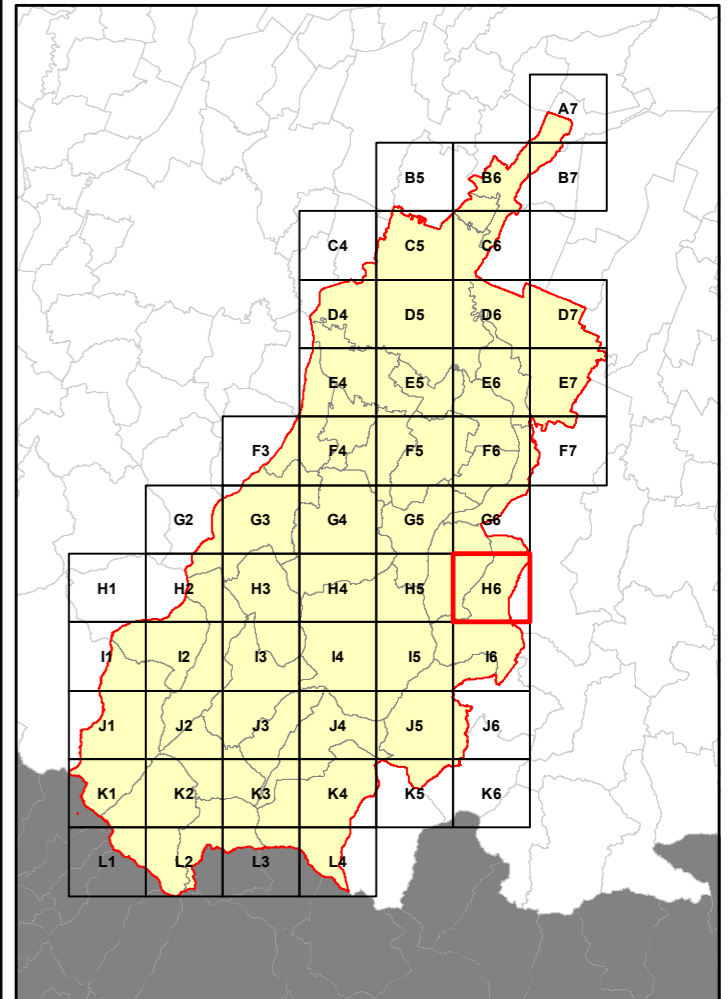 A7
B5 B6 B7
C4 C5 C6
D4 D5 D6 D7
E4 E5 E6 E7
F3 F4 F5 F6 F7
G2 G3 G4 G5 G6
H1 H2 H3 H4 H5 H6
I1 I2 I3 I4 I5 I6
J1 J2 J3 J4 J5 J6
K1 K2 K3 K4 K5 K6
L1 L2 L3 L4